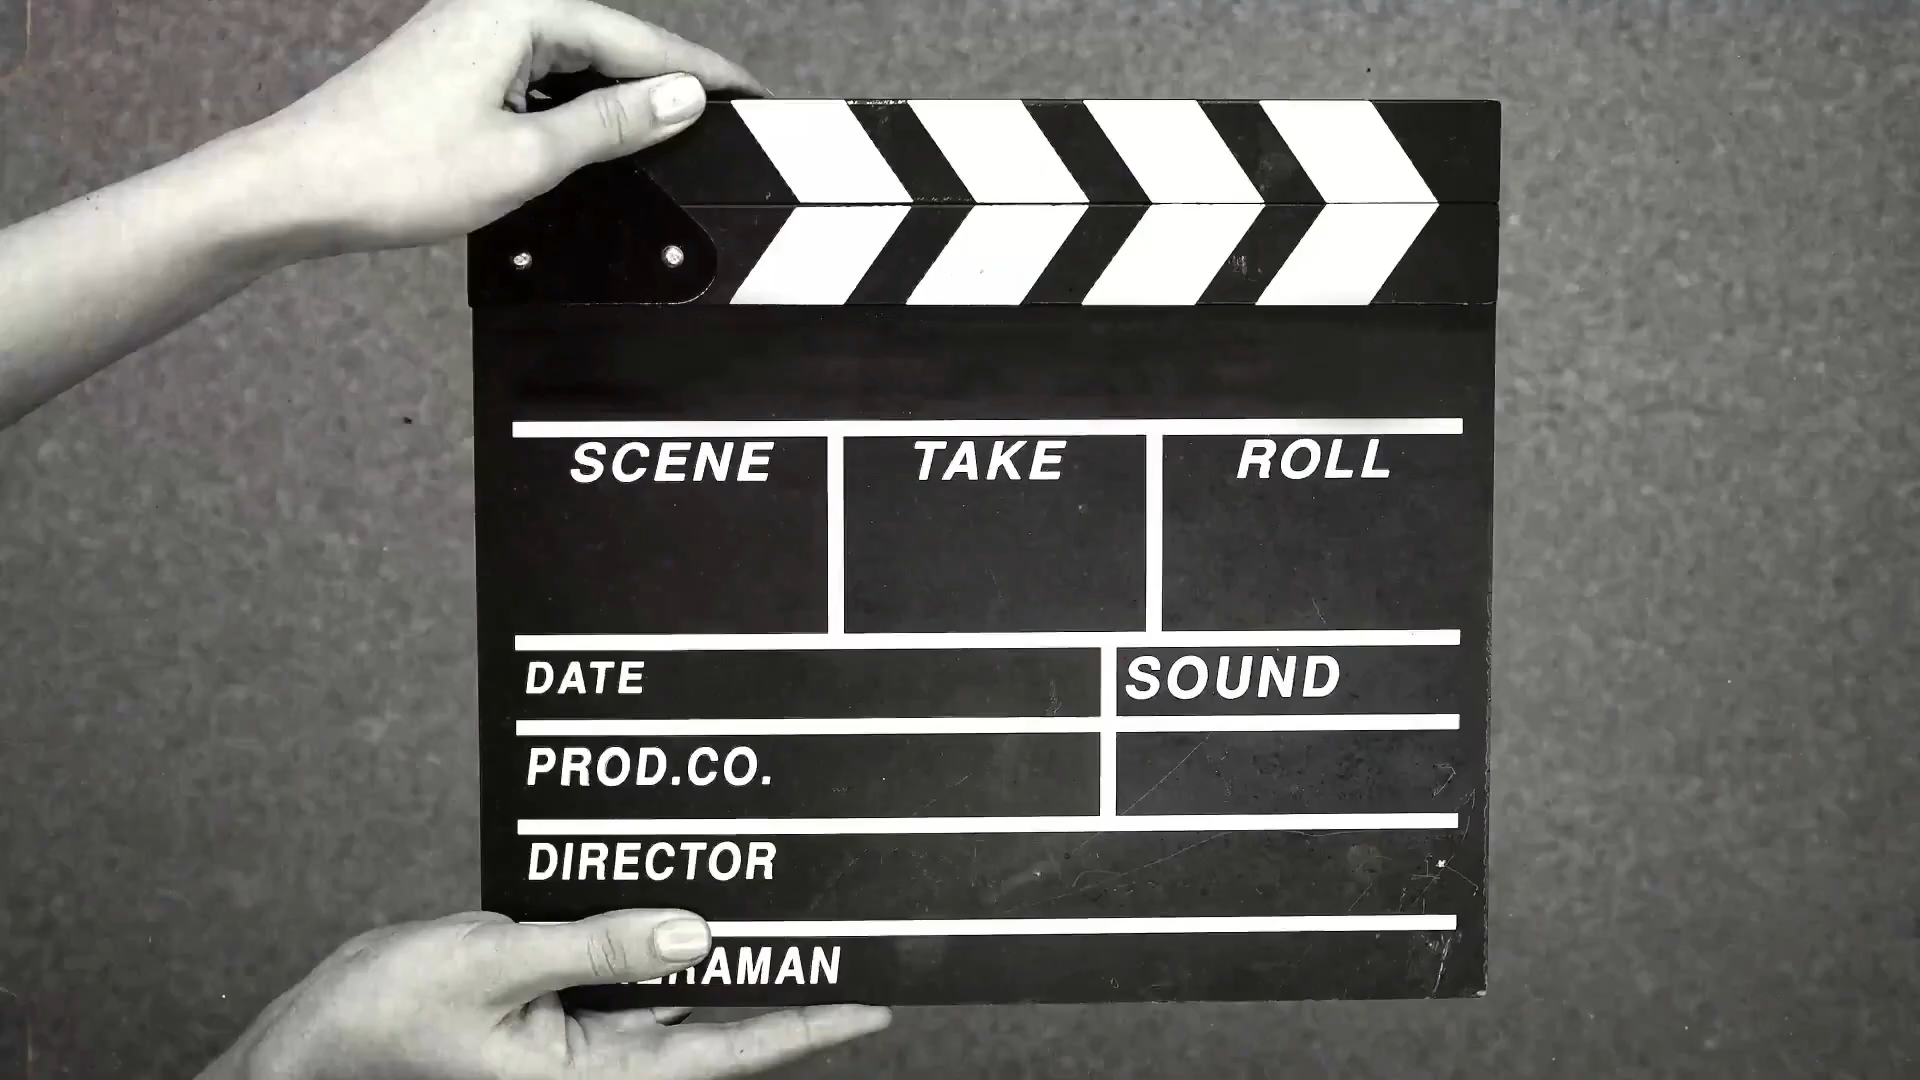 SCENE TAKE ROLL
DATE SOUND
PROD.CO.
DIRECTOR